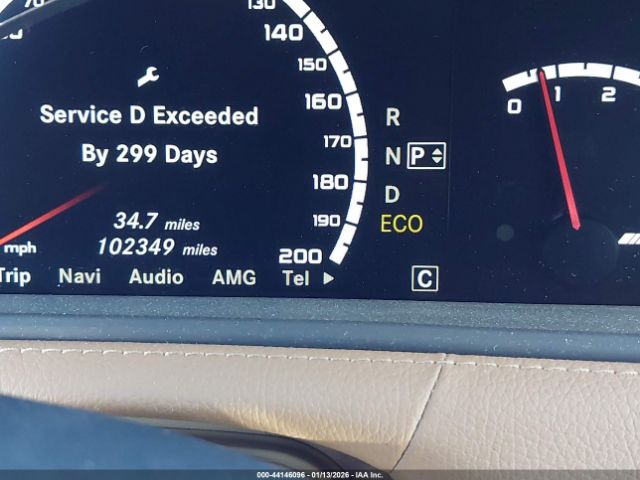 130
140
150
160
170
180
190
200
Service D Exceeded
By 299 Days
34.7 miles
102349 miles
mph
Trip Navi Audio AMG Tel
R
N P
D
ECO
C
0 1 2
000-44146096 - 01/13/2026 - IAA Inc.